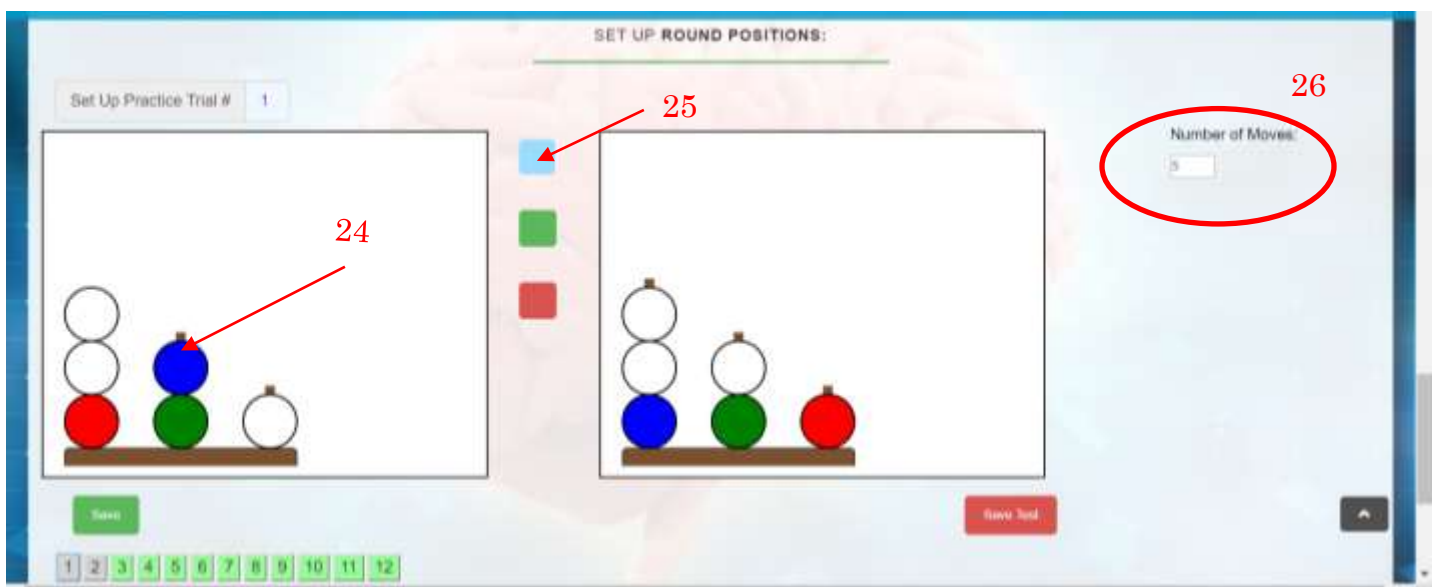 SET UP ROUND POSITIONS:
Set Up Practice Trial # 1
26
25
Number of Moves:
24
Save
Save Test
1 2 3 4 5 6 7 8 9 10 11 12